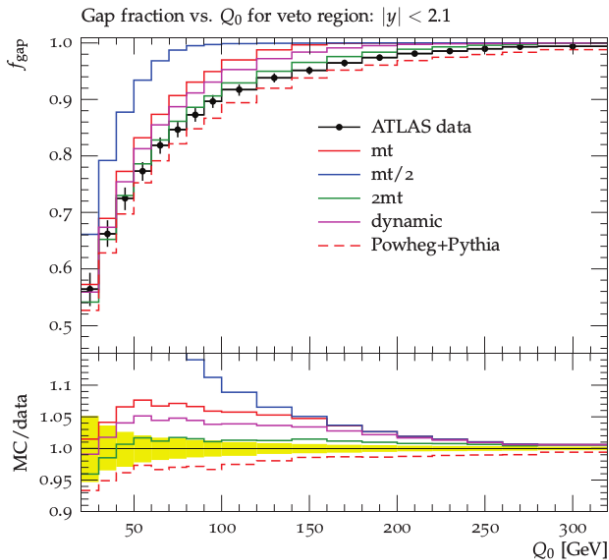 Gap fraction vs. Q₀ for veto region: |y| < 2.1
f_gap
1.0
0.9
0.8
0.7
0.6
0.5
ATLAS data
mt
mt/2
2mt
dynamic
Powheg+Pythia
MC/data
1.1
1.05
1.0
0.95
0.9
50 100 150 200 250 300
Q₀ [GeV]